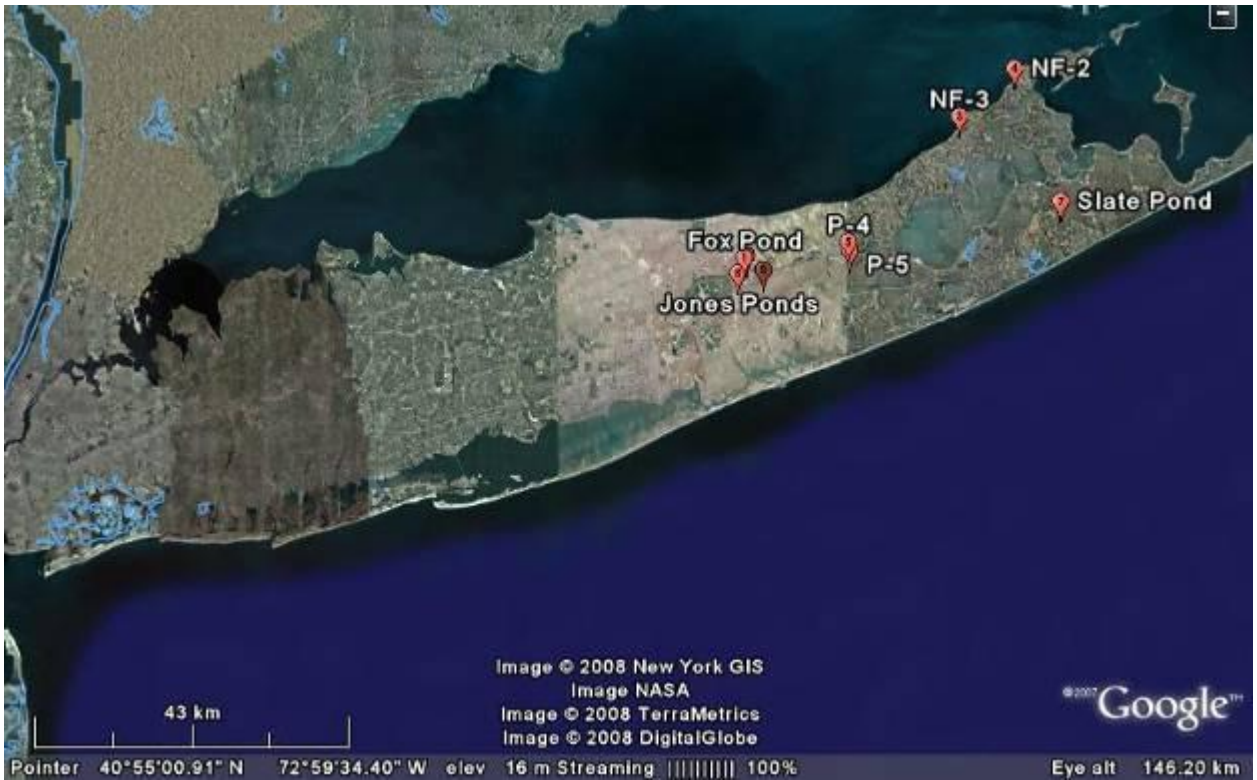 NF-2
NF-3
Slate Pond
P-4
Fox Pond
P-5
Jones Ponds
Image © 2008 New York GIS
Image NASA
Image © 2008 TerraMetrics
Image © 2008 DigitalGlobe
©2007 Google™
43 km
Pointer 40°55'00.91" N 72°59'34.40" W elev 16 m Streaming |||||||||| 100% Eye alt 146.20 km